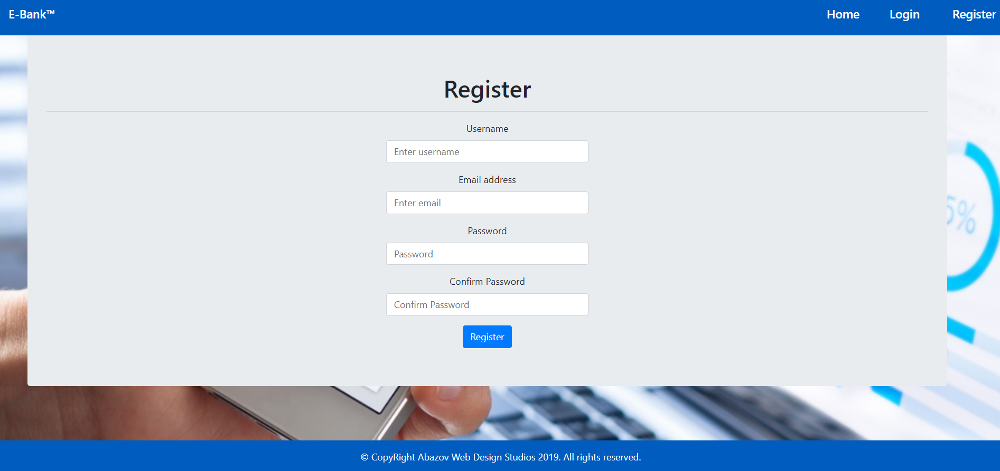 E-Bank™
Home Login Register
Register
Username
Enter username
Email address
Enter email
Password
Password
Confirm Password
Confirm Password
Register
5%
© CopyRight Abazov Web Design Studios 2019. All rights reserved.